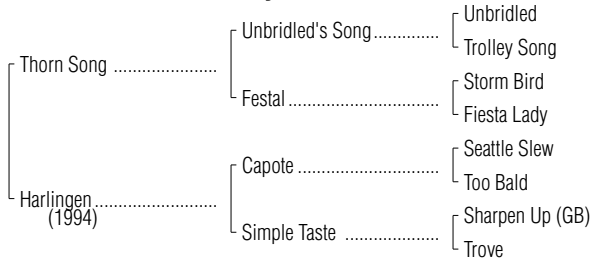 Unbridled
Unbridled's Song..............
Trolley Song
Thorn Song .....................
Storm Bird
Festal ..............................
Fiesta Lady
Seattle Slew
Capote ............................
Too Bald
Harlingen........................
(1994)
Sharpen Up (GB)
Simple Taste ...................
Trove